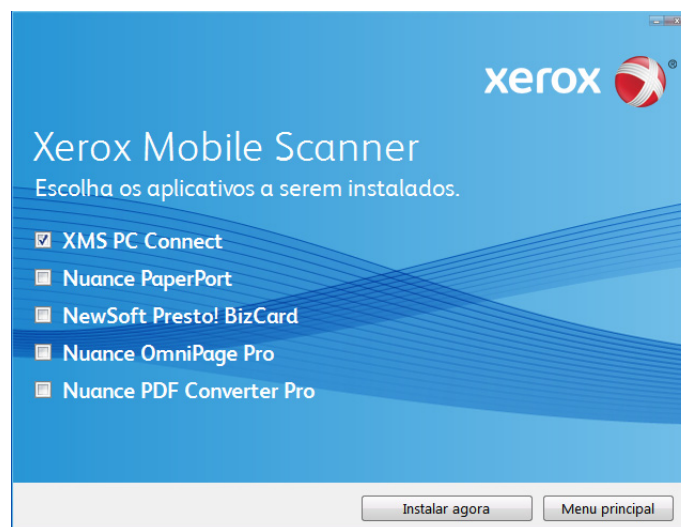 xerox ®
Xerox Mobile Scanner
Escolha os aplicativos a serem instalados.
XMS PC Connect
Nuance PaperPort
NewSoft Presto! BizCard
Nuance OmniPage Pro
Nuance PDF Converter Pro
Instalar agora Menu principal